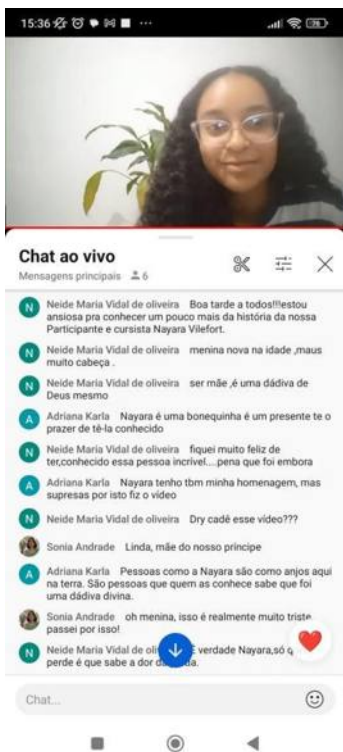 15:36
76
Chat ao vivo
Mensagens principais 6
N Neide Maria Vidal de oliveira Boa tarde a todos!!!estou
ansiosa pra conhecer um pouco mais da história da nossa
Participante e cursista Nayara Vilefort.
N Neide Maria Vidal de oliveira menina nova na idade ,maus
muito cabeça .
N Neide Maria Vidal de oliveira ser mãe ,é uma dádiva de
Deus mesmo
A Adriana Karla Nayara é uma bonequinha é um presente te o
prazer de tê-la conhecido
N Neide Maria Vidal de oliveira fiquei muito feliz de
ter,conhecido essa pessoa incrível....pena que foi embora
A Adriana Karla Nayara tenho tbm minha homenagem, mas
supresas por isto fiz o vídeo
N Neide Maria Vidal de oliveira Dry cadê esse vídeo???
Sonia Andrade Linda, mãe do nosso príncipe
A Adriana Karla Pessoas como a Nayara são como anjos aqui
na terra. São pessoas que quem as conhece sabe que foi
uma dádiva divina.
Sonia Andrade oh menina, isso é realmente muito triste,
passei por isso!
N Neide Maria Vidal de oli É verdade Nayara,só q
perde é que sabe a dor da
Chat...